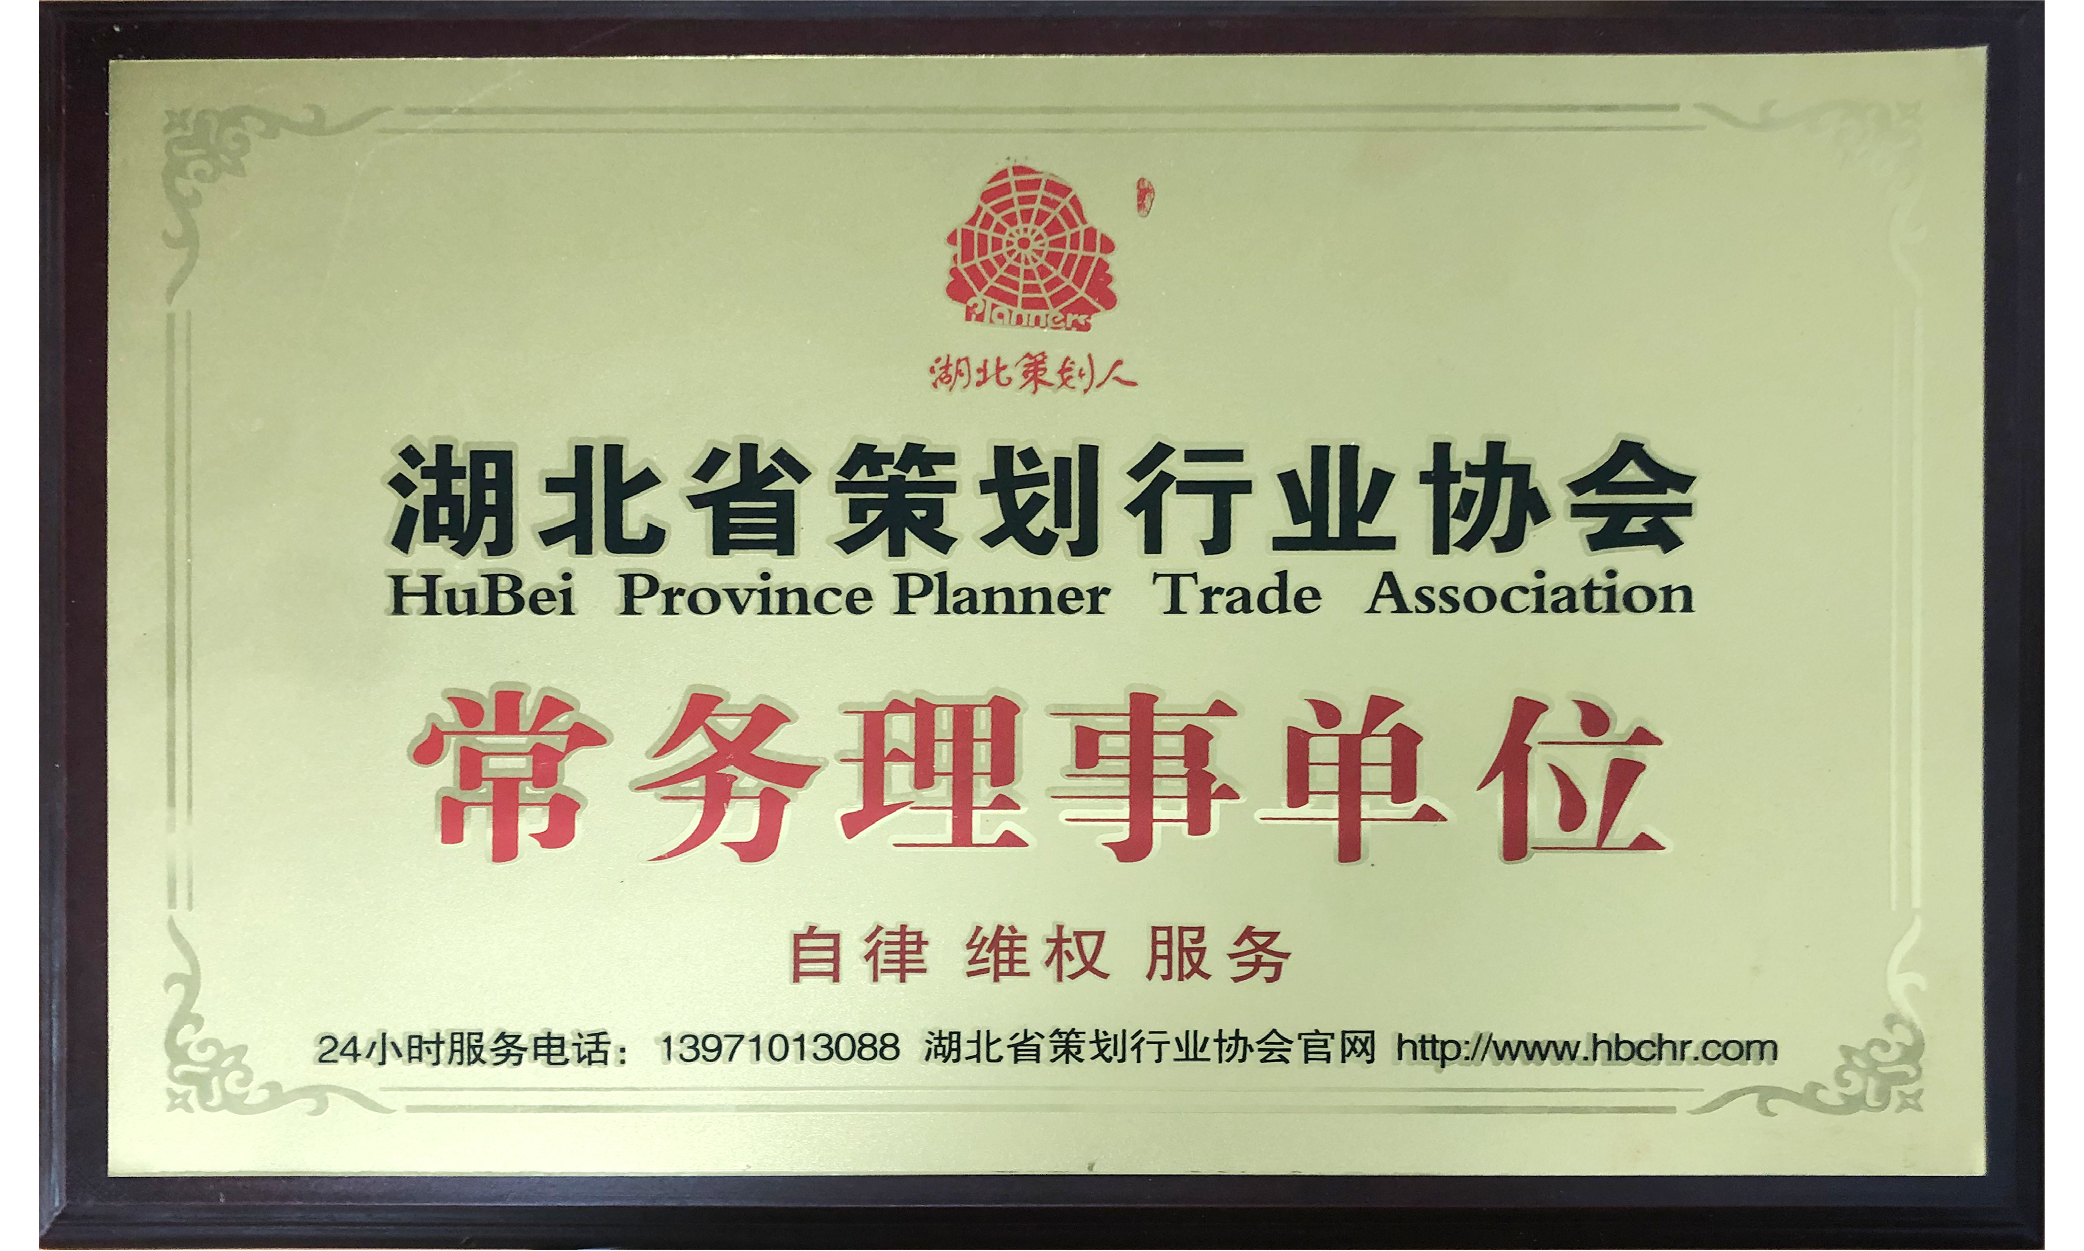 Planners
湖北策划人
湖北省策划行业协会
HuBei Province Planner Trade Association
常务理事单位
自律 维权 服务
24小时服务电话：13971013088 湖北省策划行业协会官网 http://www.hbchr.com